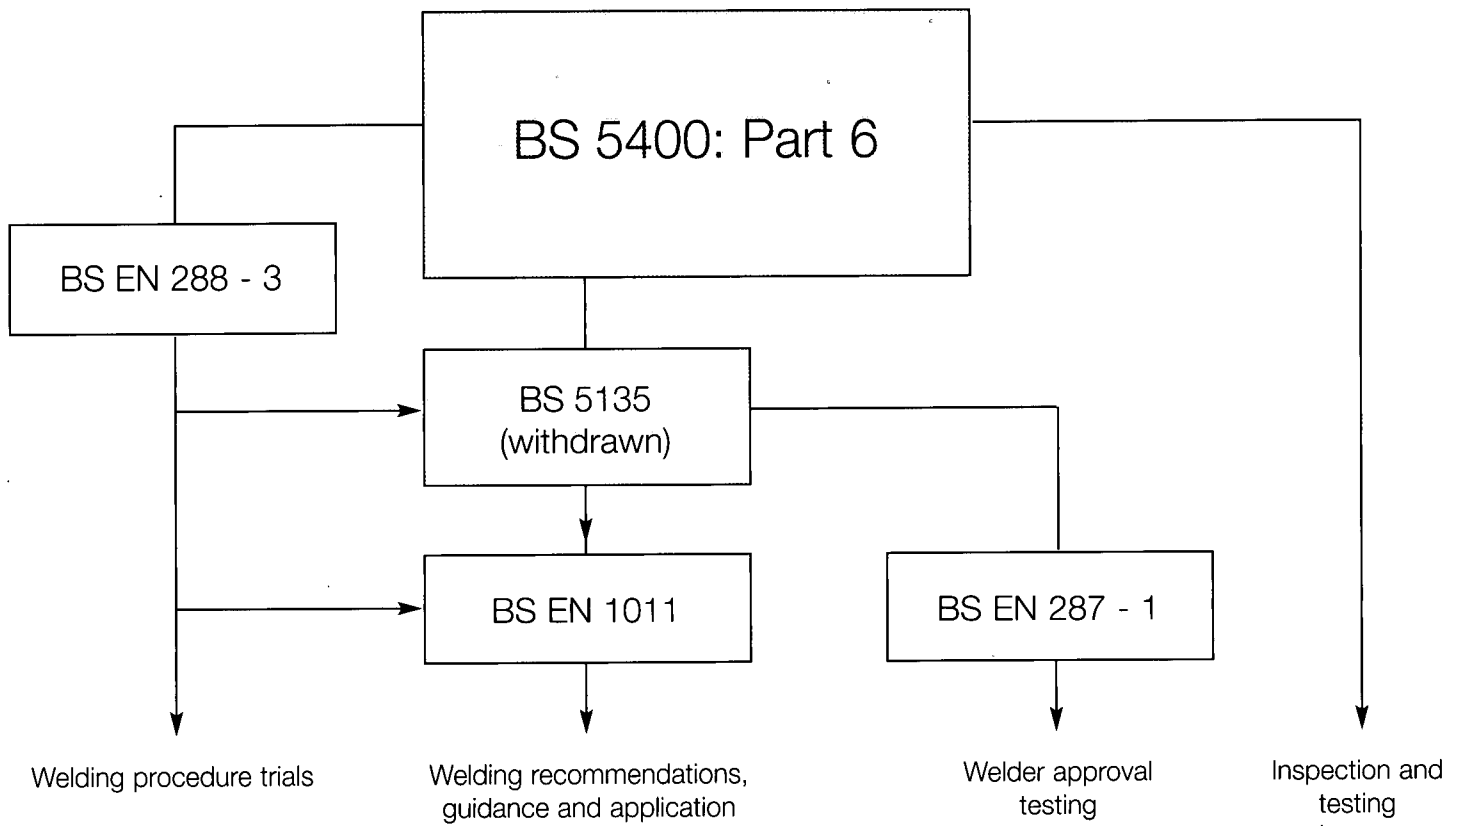 BS 5400: Part 6
BS EN 288 - 3
BS 5135
(withdrawn)
BS EN 1011
BS EN 287 - 1
Welding procedure trials
Welding recommendations,
guidance and application
Welder approval
testing
Inspection and
testing